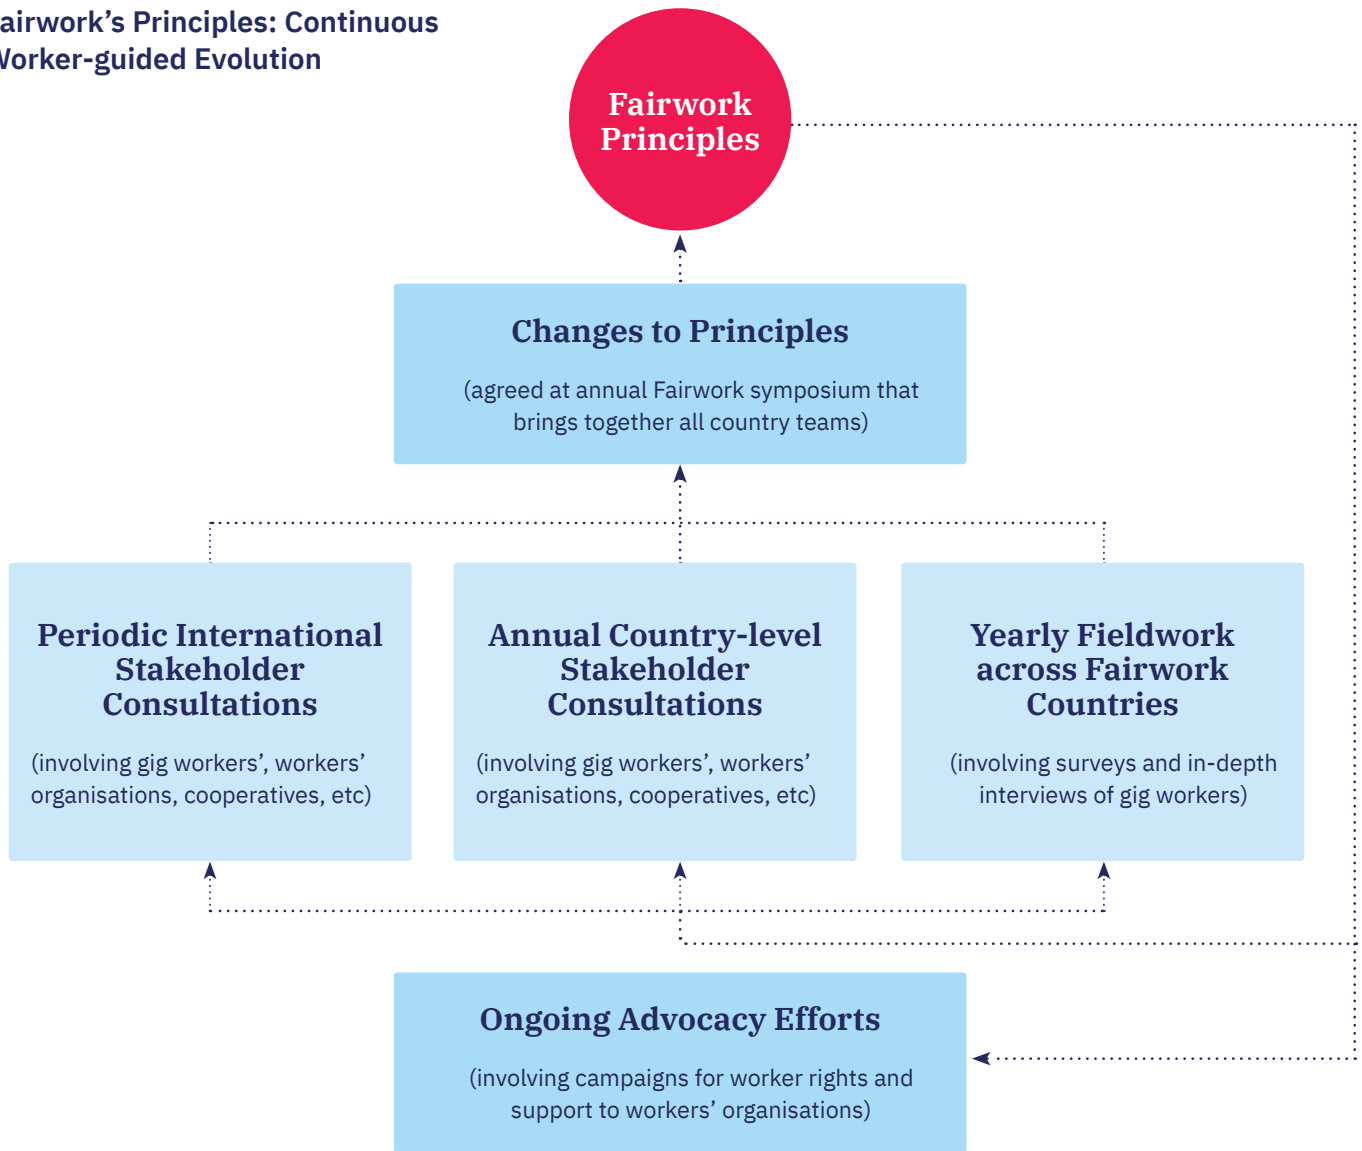 airwork's Principles: Continuous
Worker-guided Evolution
Fairwork
Principles
Changes to Principles
(agreed at annual Fairwork symposium that
brings together all country teams)
Periodic International
Stakeholder
Consultations
(involving gig workers', workers'
organisations, cooperatives, etc)
Annual Country-level
Stakeholder
Consultations
(involving gig workers', workers'
organisations, cooperatives, etc)
Yearly Fieldwork
across Fairwork
Countries
(involving surveys and in-depth
interviews of gig workers)
Ongoing Advocacy Efforts
(involving campaigns for worker rights and
support to workers' organisations)